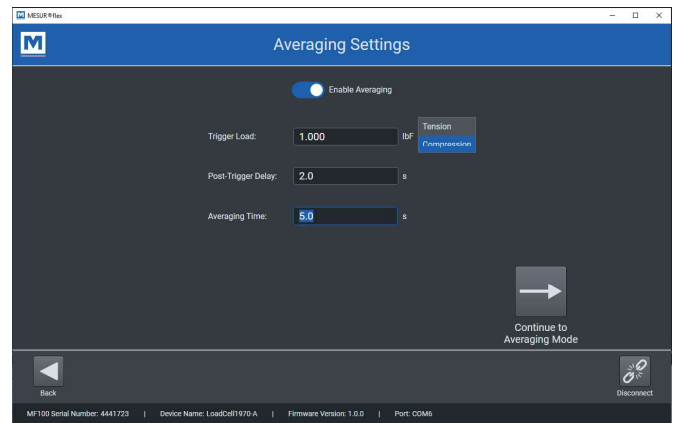 MESUR®flex
M
Averaging Settings
Enable Averaging
Trigger Load: 1.000 lbF
Tension
Compression
Post-Trigger Delay: 2.0 s
Averaging Time: 5.0 s
Continue to
Averaging Mode
Back
Disconnect
MF100 Serial Number: 4441723 | Device Name: LoadCell1970-A | Firmware Version: 1.0.0 | Port: COM6